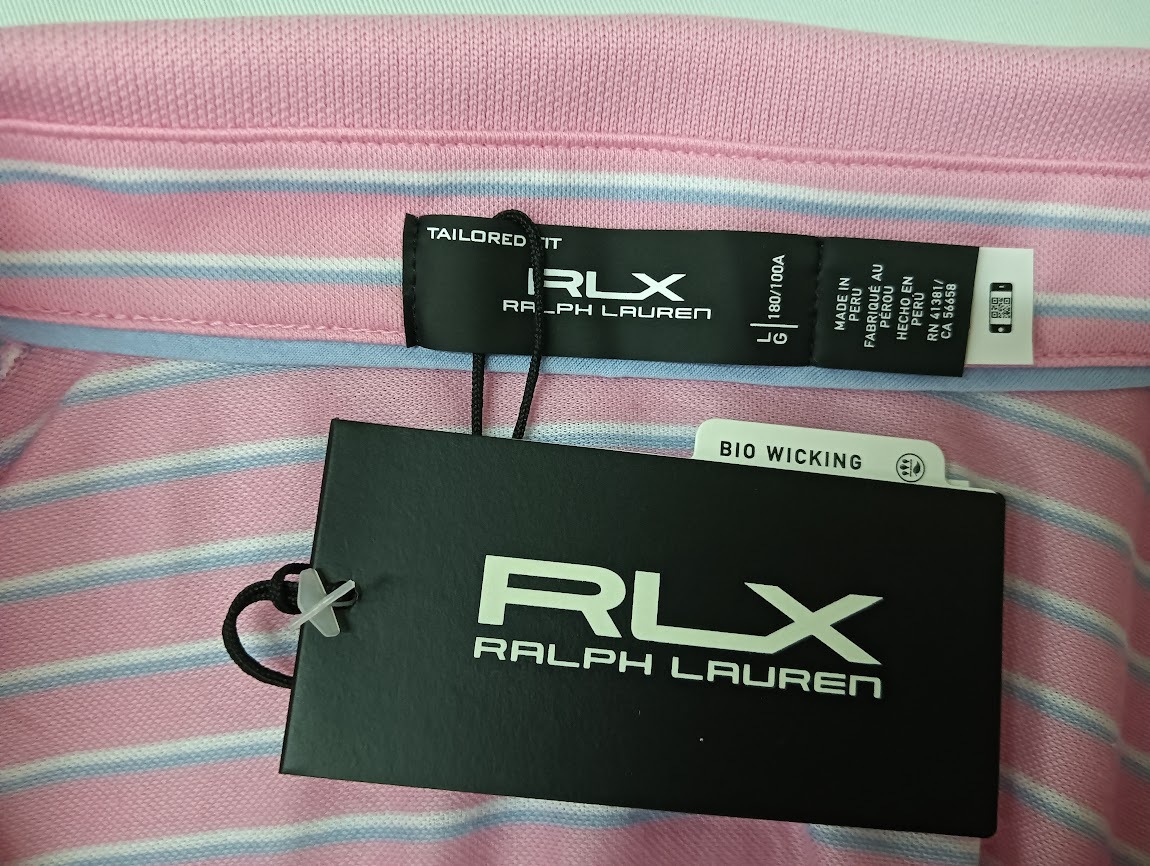 TAILORED FIT
RLX
RALPH LAUREN
L
G
180/100A
MADE IN
PERU
FABRIQUÉ AU
PÉROU
HECHO EN
PERÚ
RN 41381/
CA 56658
BIO WICKING
RLX
RALPH LAUREN